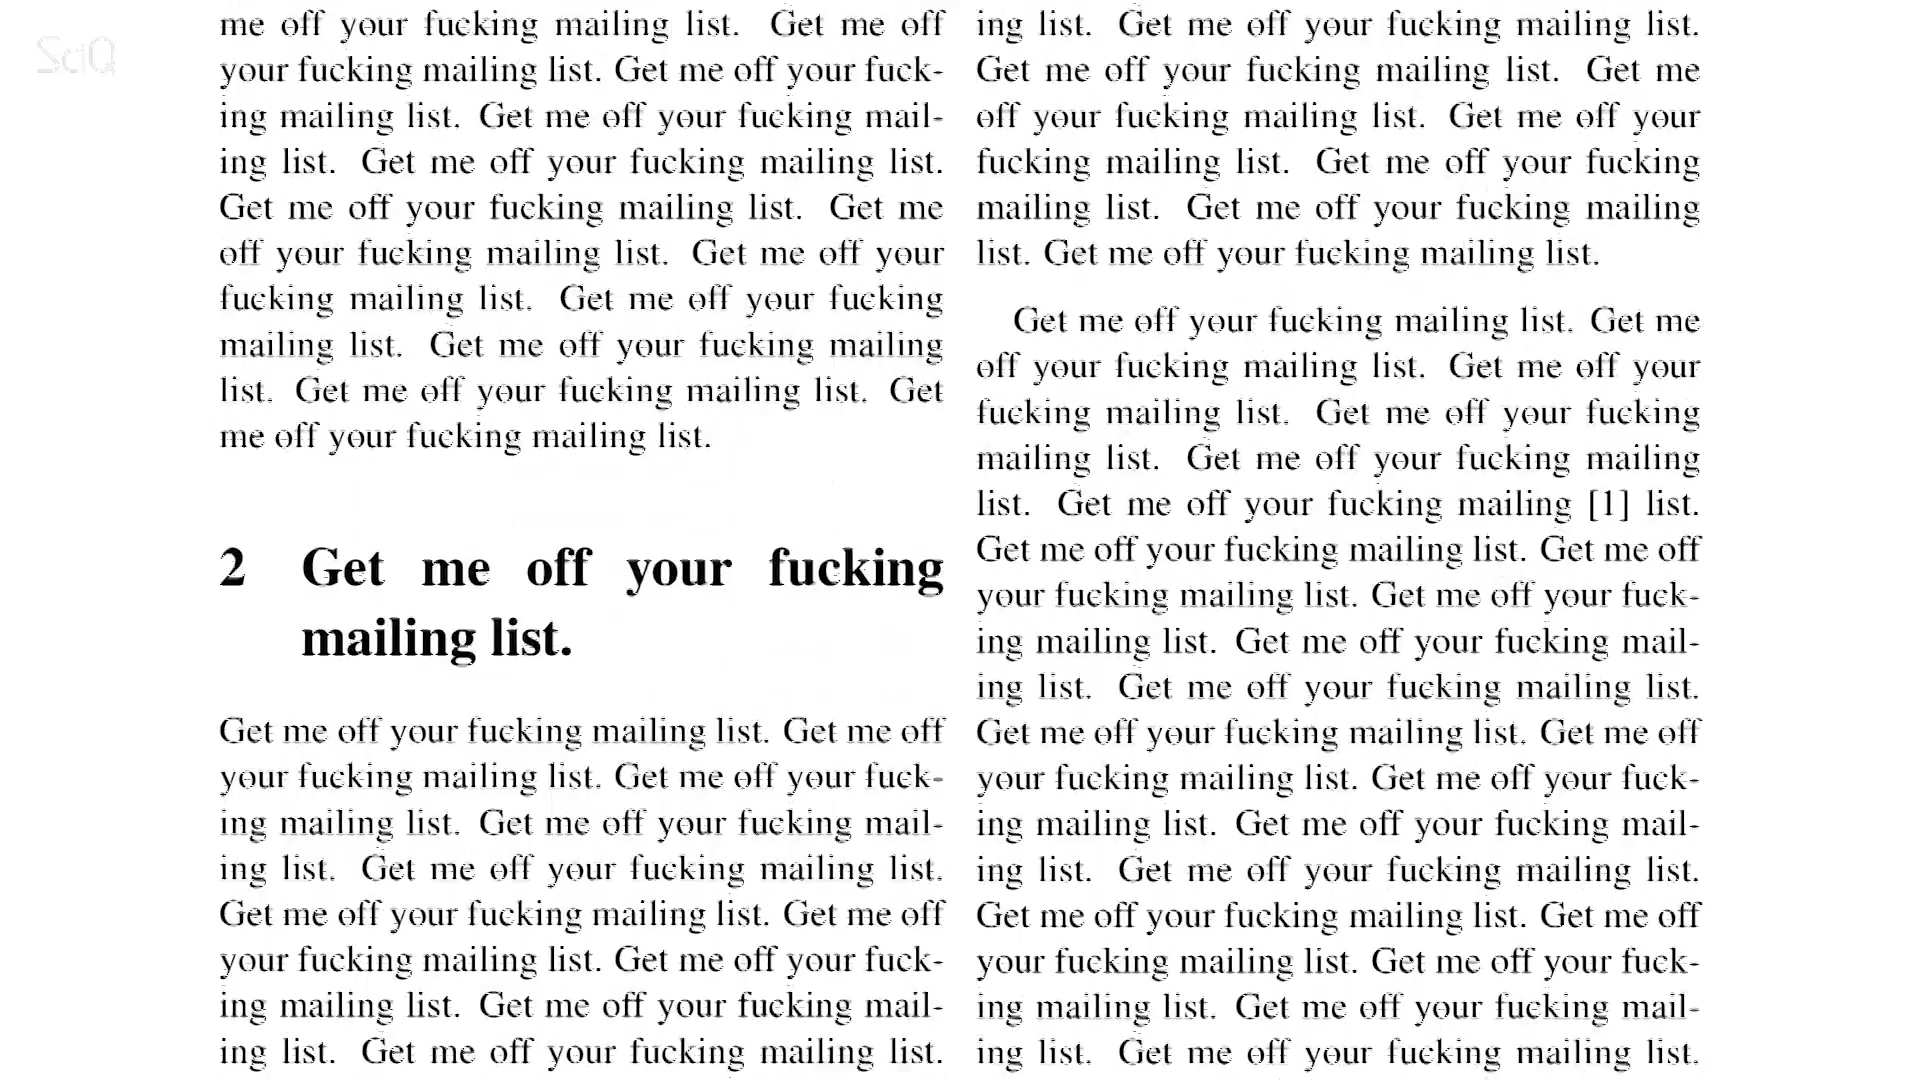 SciQ
me off your fucking mailing list. Get me off
your fucking mailing list. Get me off your fuck-
ing mailing list. Get me off your fucking mail-
ing list. Get me off your fucking mailing list.
Get me off your fucking mailing list. Get me
off your fucking mailing list. Get me off your
fucking mailing list. Get me off your fucking
mailing list. Get me off your fucking mailing
list. Get me off your fucking mailing list. Get
me off your fucking mailing list.
2 Get me off your fucking
mailing list.
Get me off your fucking mailing list. Get me off
your fucking mailing list. Get me off your fuck-
ing mailing list. Get me off your fucking mail-
ing list. Get me off your fucking mailing list.
Get me off your fucking mailing list. Get me off
your fucking mailing list. Get me off your fuck-
ing mailing list. Get me off your fucking mail-
ing list. Get me off your fucking mailing list.
ing list. Get me off your fucking mailing list.
Get me off your fucking mailing list. Get me
off your fucking mailing list. Get me off your
fucking mailing list. Get me off your fucking
mailing list. Get me off your fucking mailing
list. Get me off your fucking mailing list.
Get me off your fucking mailing list. Get me
off your fucking mailing list. Get me off your
fucking mailing list. Get me off your fucking
mailing list. Get me off your fucking mailing
list. Get me off your fucking mailing [1] list.
Get me off your fucking mailing list. Get me off
your fucking mailing list. Get me off your fuck-
ing mailing list. Get me off your fucking mail-
ing list. Get me off your fucking mailing list.
Get me off your fucking mailing list. Get me off
your fucking mailing list. Get me off your fuck-
ing mailing list. Get me off your fucking mail-
ing list. Get me off your fucking mailing list.
Get me off your fucking mailing list. Get me off
your fucking mailing list. Get me off your fuck-
ing mailing list. Get me off your fucking mail-
ing list. Get me off your fucking mailing list.